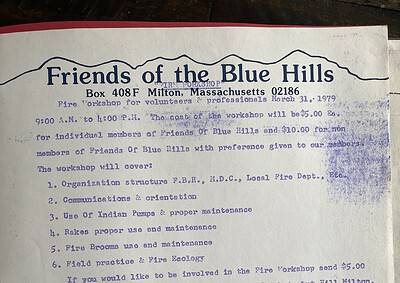 Friends of the Blue Hills
FIRE WORKSHOP
Box 408F Milton, Massachusetts 02186
Fire Workshop for volunteers & professionals March 31, 1979
9:00 A.M. to 4:00 P.M. The cost of the workshop will be $5.00 Ea.
for individual members of Friends Of Blue Hills and $10.00 for non
members of Friends Of Blue Hills with preference given to our members.
The workshop will cover:
1. Organization structure F.B.H., M.D.C., Local Fire Dept., Etc.
2. Communications & orientation
3. Use Of Indian Pumps & proper maintenance
4. Rakes proper use and maintenance
5. Fire Brooms use and maintenance
6. Field practice & Fire Ecology
If you would like to be involved in the Fire Workshop send $5.00
Hill Milton,